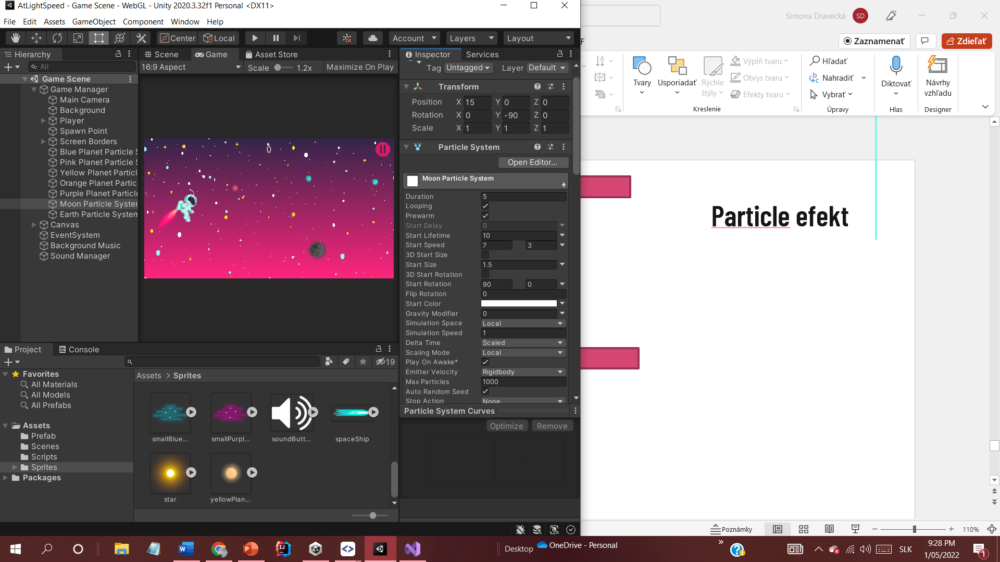 AtLightSpeed - Game Scene - WebGL - Unity 2020.3.32f1 Personal <DX11>
File Edit Assets GameObject Component Window Help
Center Local Account Layers Layout
Hierarchy
All
Game Scene
Game Manager
Main Camera
Background
Player
Spawn Point
Screen Borders
Blue Planet Particle S
Pink Planet Particle S
Yellow Planet Particl
Orange Planet Partic
Purple Planet Particle
Moon Particle System
Earth Particle System
Canvas
EventSystem
Background Music
Sound Manager
Scene Game Asset Store
16:9 Aspect Scale 1.2x Maximize On Play
0
Inspector Services
Tag Untagged Layer Default
Transform
Position X 15 Y 0 Z 0
Rotation X 0 Y -90 Z 0
Scale X 1 Y 1 Z 1
Particle System
Open Editor...
Moon Particle System
Duration 5
Looping
Prewarm
Start Delay 0
Start Lifetime 10
Start Speed 7 3
3D Start Size
Start Size 1.5
3D Start Rotation
Start Rotation 90 0
Flip Rotation 0
Start Color
Gravity Modifier 0
Simulation Space Local
Simulation Speed 1
Delta Time Scaled
Scaling Mode Local
Play On Awake*
Emitter Velocity Rigidbody
Max Particles 1000
Auto Random Seed
Stop Action None
Particle System Curves
Optimize Remove
Project Console
19
Favorites
All Materials
All Models
All Prefabs
Assets
Prefab
Scenes
Scripts
Sprites
Packages
Assets > Sprites
smallBlue... smallPurpl... soundButt... spaceShip
star yellowPlan...
Simona Dravecká SD
F
Zaznamenať Zdieľať
Tvary
Usporiadať
Rýchle štýly
Výplň tvaru
Obrys tvaru
Efekty tvaru
Kreslenie
Hľadať
Nahradiť
Vybrať
Úpravy
Diktovať
Hlas
Návrhy vzhľadu
Designer
Particle efekt
Poznámky 110%
Desktop OneDrive - Personal
SLK
9:28 PM
1/05/2022
1